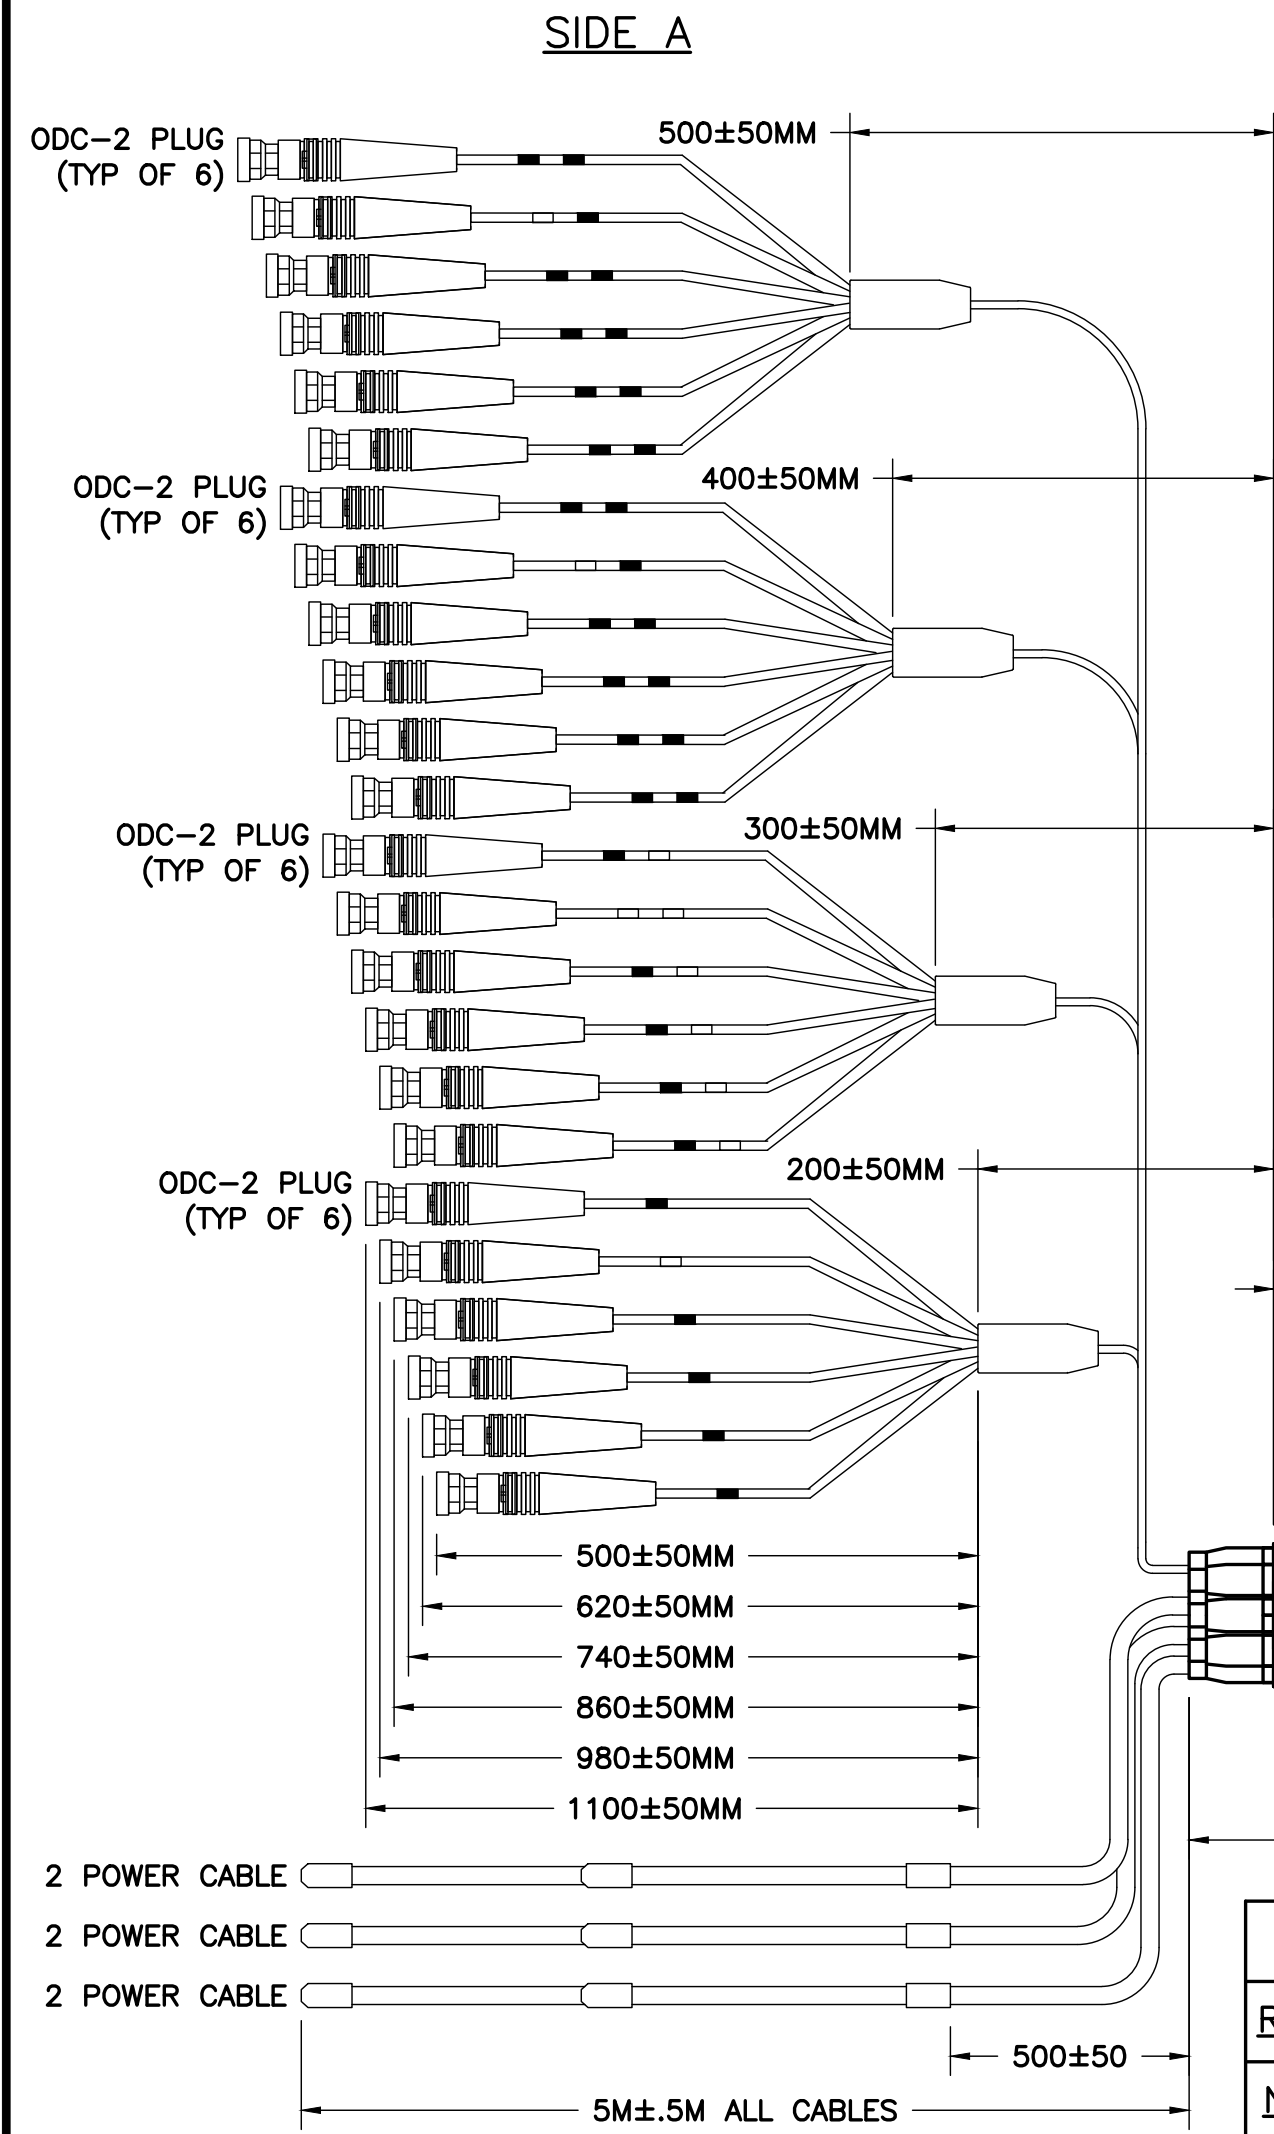 SIDE A
ODC-2 PLUG
(TYP OF 6)
500±50MM
ODC-2 PLUG
(TYP OF 6)
400±50MM
ODC-2 PLUG
(TYP OF 6)
300±50MM
ODC-2 PLUG
(TYP OF 6)
200±50MM
500±50MM
620±50MM
740±50MM
860±50MM
980±50MM
1100±50MM
2 POWER CABLE
2 POWER CABLE
2 POWER CABLE
500±50
5M±.5M ALL CABLES